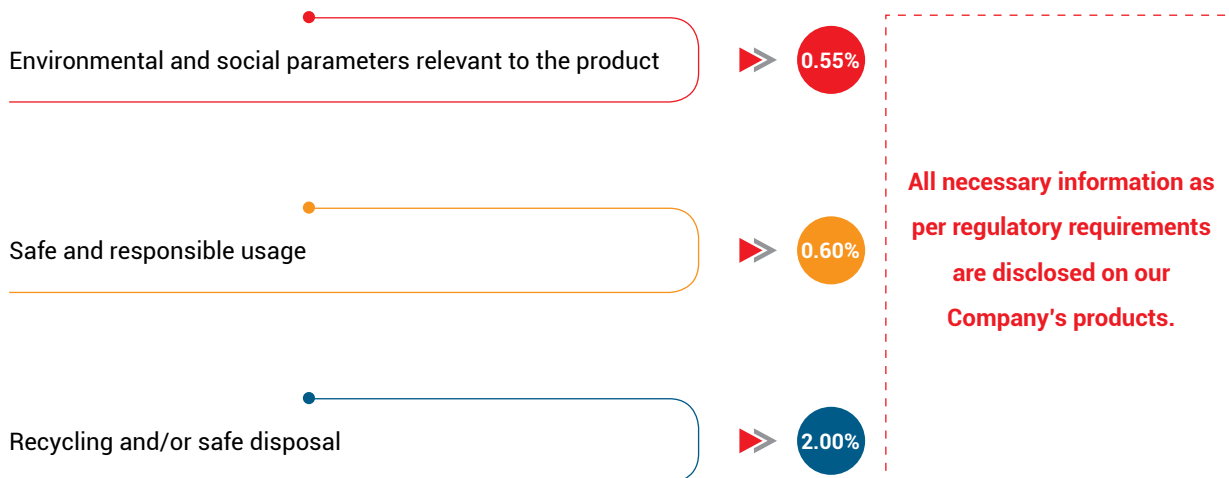 Environmental and social parameters relevant to the product
0.55%
Safe and responsible usage
0.60%
Recycling and/or safe disposal
2.00%
All necessary information as
per regulatory requirements
are disclosed on our
Company's products.